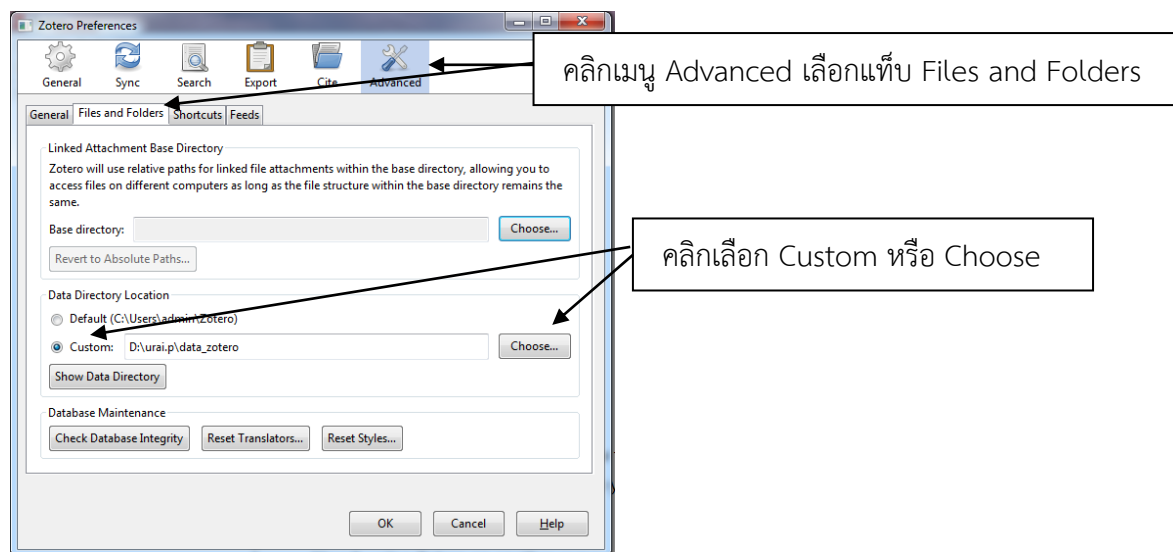 Zotero Preferences
General Sync Search Export Cite Advanced
คลิกเมนู Advanced เลือกแท็บ Files and Folders
General Files and Folders Shortcuts Feeds
Linked Attachment Base Directory
Zotero will use relative paths for linked file attachments within the base directory, allowing you to
access files on different computers as long as the file structure within the base directory remains the
same.
Base directory: Choose...
Revert to Absolute Paths...
คลิกเลือก Custom หรือ Choose
Data Directory Location
Default (C:\Users\admin\Zotero)
Custom: D:\urai.p\data_zotero Choose...
Show Data Directory
Database Maintenance
Check Database Integrity Reset Translators... Reset Styles...
OK Cancel Help